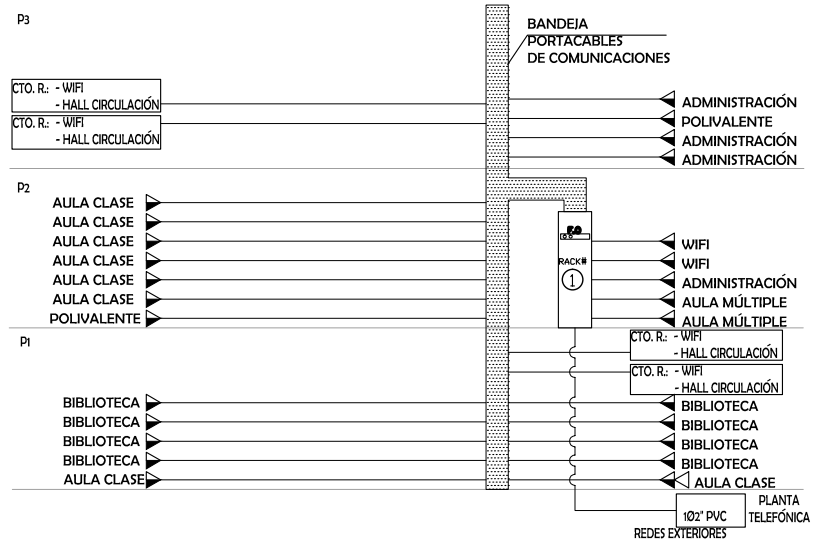 P3
BANDEJA
PORTACABLES
DE COMUNICACIONES
CTO. R.: - WIFI
- HALL CIRCULACIÓN
CTO. R.: - WIFI
- HALL CIRCULACIÓN
ADMINISTRACIÓN
POLIVALENTE
ADMINISTRACIÓN
ADMINISTRACIÓN
P2
AULA CLASE
AULA CLASE
AULA CLASE
AULA CLASE
AULA CLASE
AULA CLASE
POLIVALENTE
F.O
RACK#
1
WIFI
WIFI
ADMINISTRACIÓN
AULA MÚLTIPLE
AULA MÚLTIPLE
P1
CTO. R.: - WIFI
- HALL CIRCULACIÓN
CTO. R.: - WIFI
- HALL CIRCULACIÓN
BIBLIOTECA
BIBLIOTECA
BIBLIOTECA
BIBLIOTECA
AULA CLASE
BIBLIOTECA
BIBLIOTECA
BIBLIOTECA
BIBLIOTECA
AULA CLASE
1Ø2" PVC
PLANTA
TELEFÓNICA
REDES EXTERIORES